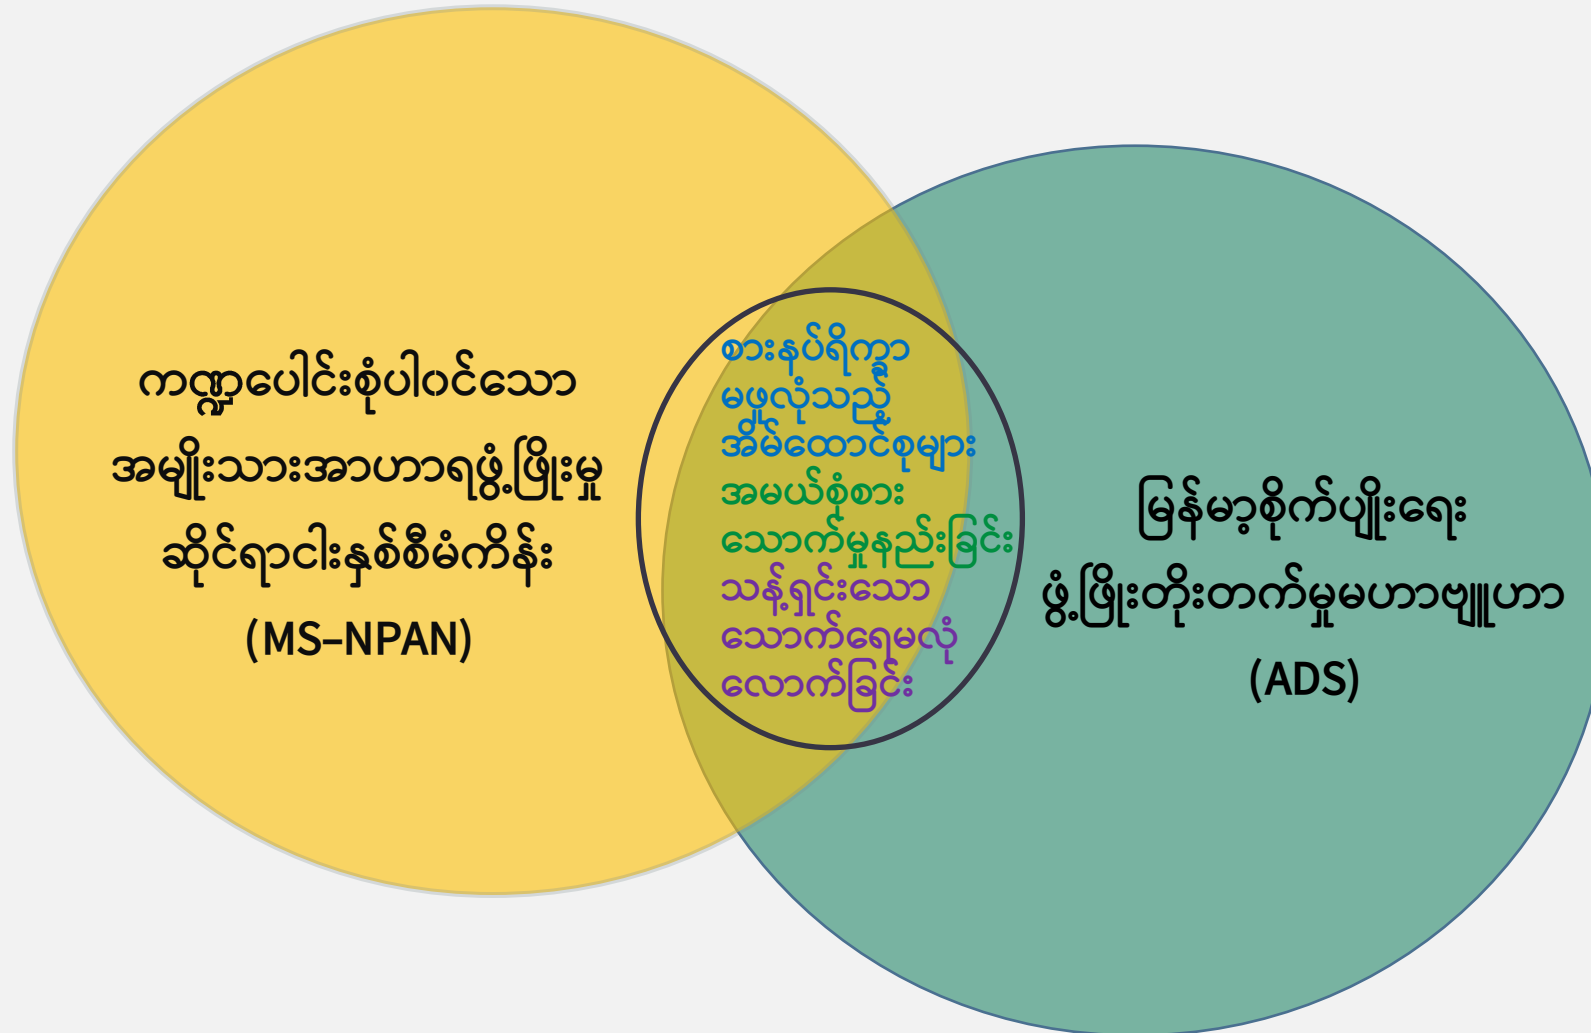 ကဏ္ဍပေါင်းစုံပါဝင်သော
အမျိုးသားအာဟာရဖွံ့ဖြိုးမှု
ဆိုင်ရာငါးနှစ်စီမံကိန်း
(MS–NPAN)
စားနပ်ရိက္ခာ
မဖူလုံသည့်
အိမ်ထောင်စုများ
အမယ်စုံစား
သောက်မှုနည်းခြင်း
သန့်ရှင်းသော
သောက်ရေမလုံ
လောက်ခြင်း
မြန်မာ့စိုက်ပျိုးရေး
ဖွံ့ဖြိုးတိုးတက်မှုမဟာဗျူဟာ
(ADS)